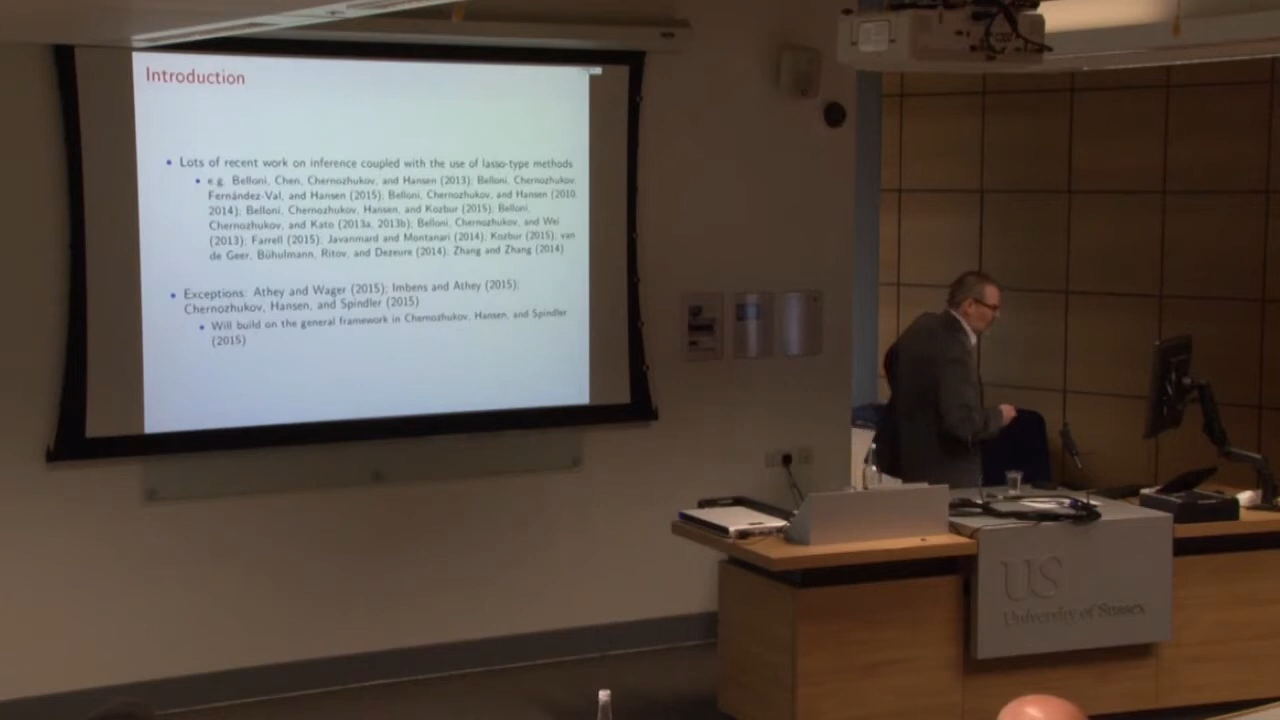 Introduction
• Lots of recent work on inference coupled with the use of lasso-type methods
• e.g. Belloni, Chen, Chernozhukov, and Hansen (2013); Belloni, Chernozhukov,
Fernández-Val, and Hansen (2015); Belloni, Chernozhukov, and Hansen (2010,
2014); Belloni, Chernozhukov, Hansen, and Kozbur (2015); Belloni,
Chernozhukov, and Kato (2013a, 2013b); Belloni, Chernozhukov, and Wei
(2013); Farrell (2015); Javanmard and Montanari (2014); Kozbur (2015); van
de Geer, Bühulmann, Ritov, and Dezeure (2014); Zhang and Zhang (2014)
• Exceptions: Athey and Wager (2015); Imbens and Athey (2015);
Chernozhukov, Hansen, and Spindler (2015)
• Will build on the general framework in Chernozhukov, Hansen, and Spindler
(2015)
US
University of Sussex